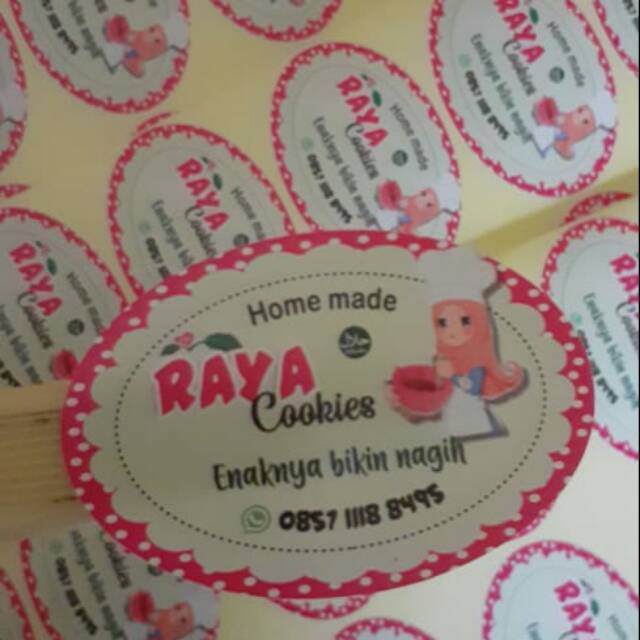 Home made
RAYA
Cookies
Enaknya bikin nagih
0857 1118 8495